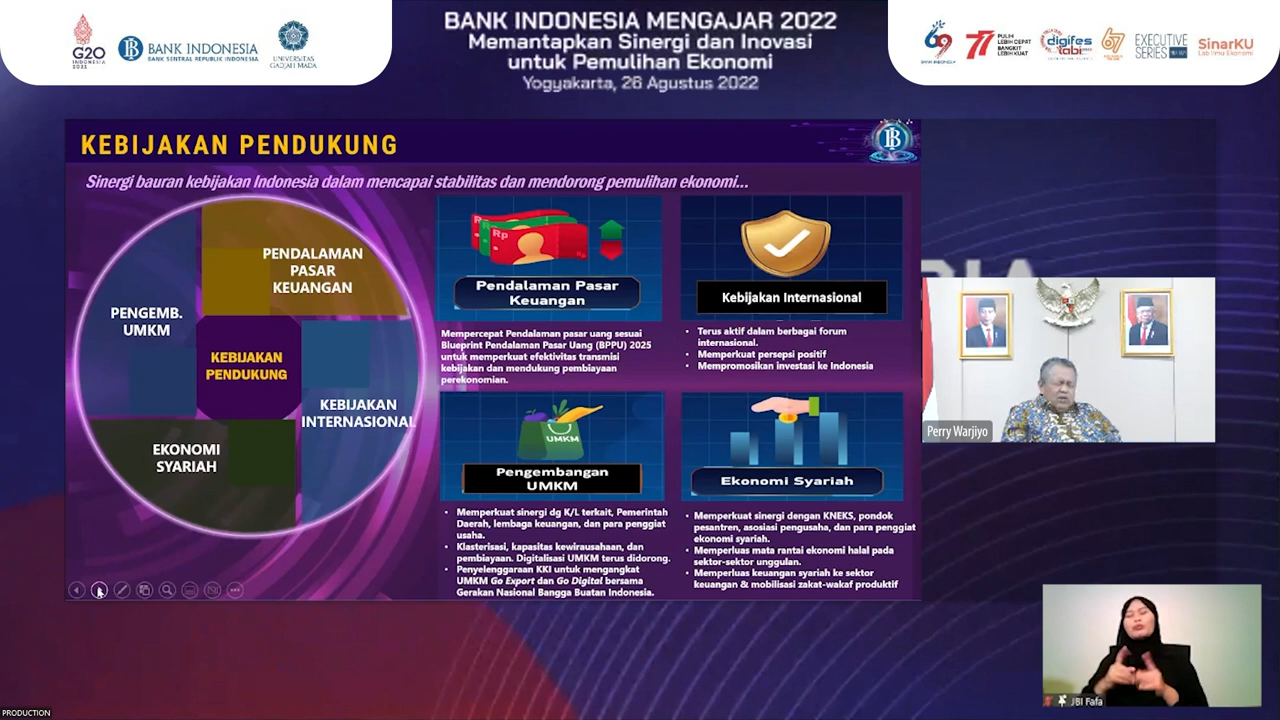 G20
INDONESIA
2022
BANK INDONESIA
BANK SENTRAL REPUBLIK INDONESIA
UNIVERSITAS
GADJAH MADA
BANK INDONESIA MENGAJAR 2022
Memantapkan Sinergi dan Inovasi
untuk Pemulihan Ekonomi
Yogyakarta, 26 Agustus 2022
69
BANK INDONESIA
77
PULIH
LEBIH CEPAT
BANGKIT
LEBIH KUAT
digifes
tabi
67
EXECUTIVE
SERIES
SinarKU
Lab Ilmu Ekonomi
KEBIJAKAN PENDUKUNG
Sinergi bauran kebijakan Indonesia dalam mencapai stabilitas dan mendorong pemulihan ekonomi...
PENDALAMAN
PASAR
KEUANGAN
PENGEMB.
UMKM
KEBIJAKAN
PENDUKUNG
KEBIJAKAN
INTERNASIONAL
EKONOMI
SYARIAH
Rp
Pendalaman Pasar
Keuangan
Mempercepat Pendalaman pasar uang sesuai
Blueprint Pendalaman Pasar Uang (BPPU) 2025
untuk memperkuat efektivitas transmisi
kebijakan dan mendukung pembiayaan
perekonomian.
Kebijakan Internasional
• Terus aktif dalam berbagai forum
internasional.
• Memperkuat persepsi positif
• Mempromosikan investasi ke Indonesia
UMKM
Pengembangan
UMKM
• Memperkuat sinergi dg K/L terkait, Pemerintah
Daerah, lembaga keuangan, dan para penggiat
usaha.
• Klasterisasi, kapasitas kewirausahaan, dan
pembiayaan. Digitalisasi UMKM terus didorong.
• Penyelenggaraan KKI untuk mengangkat
UMKM Go Export dan Go Digital bersama
Gerakan Nasional Bangga Buatan Indonesia.
Ekonomi Syariah
• Memperkuat sinergi dengan KNEKS, pondok
pesantren, asosiasi pengusaha, dan para penggiat
ekonomi syariah.
• Memperluas mata rantai ekonomi halal pada
sektor-sektor unggulan.
• Memperluas keuangan syariah ke sektor
keuangan & mobilisasi zakat-wakaf produktif
Perry Warjiyo
JBI Fafa
PRODUCTION